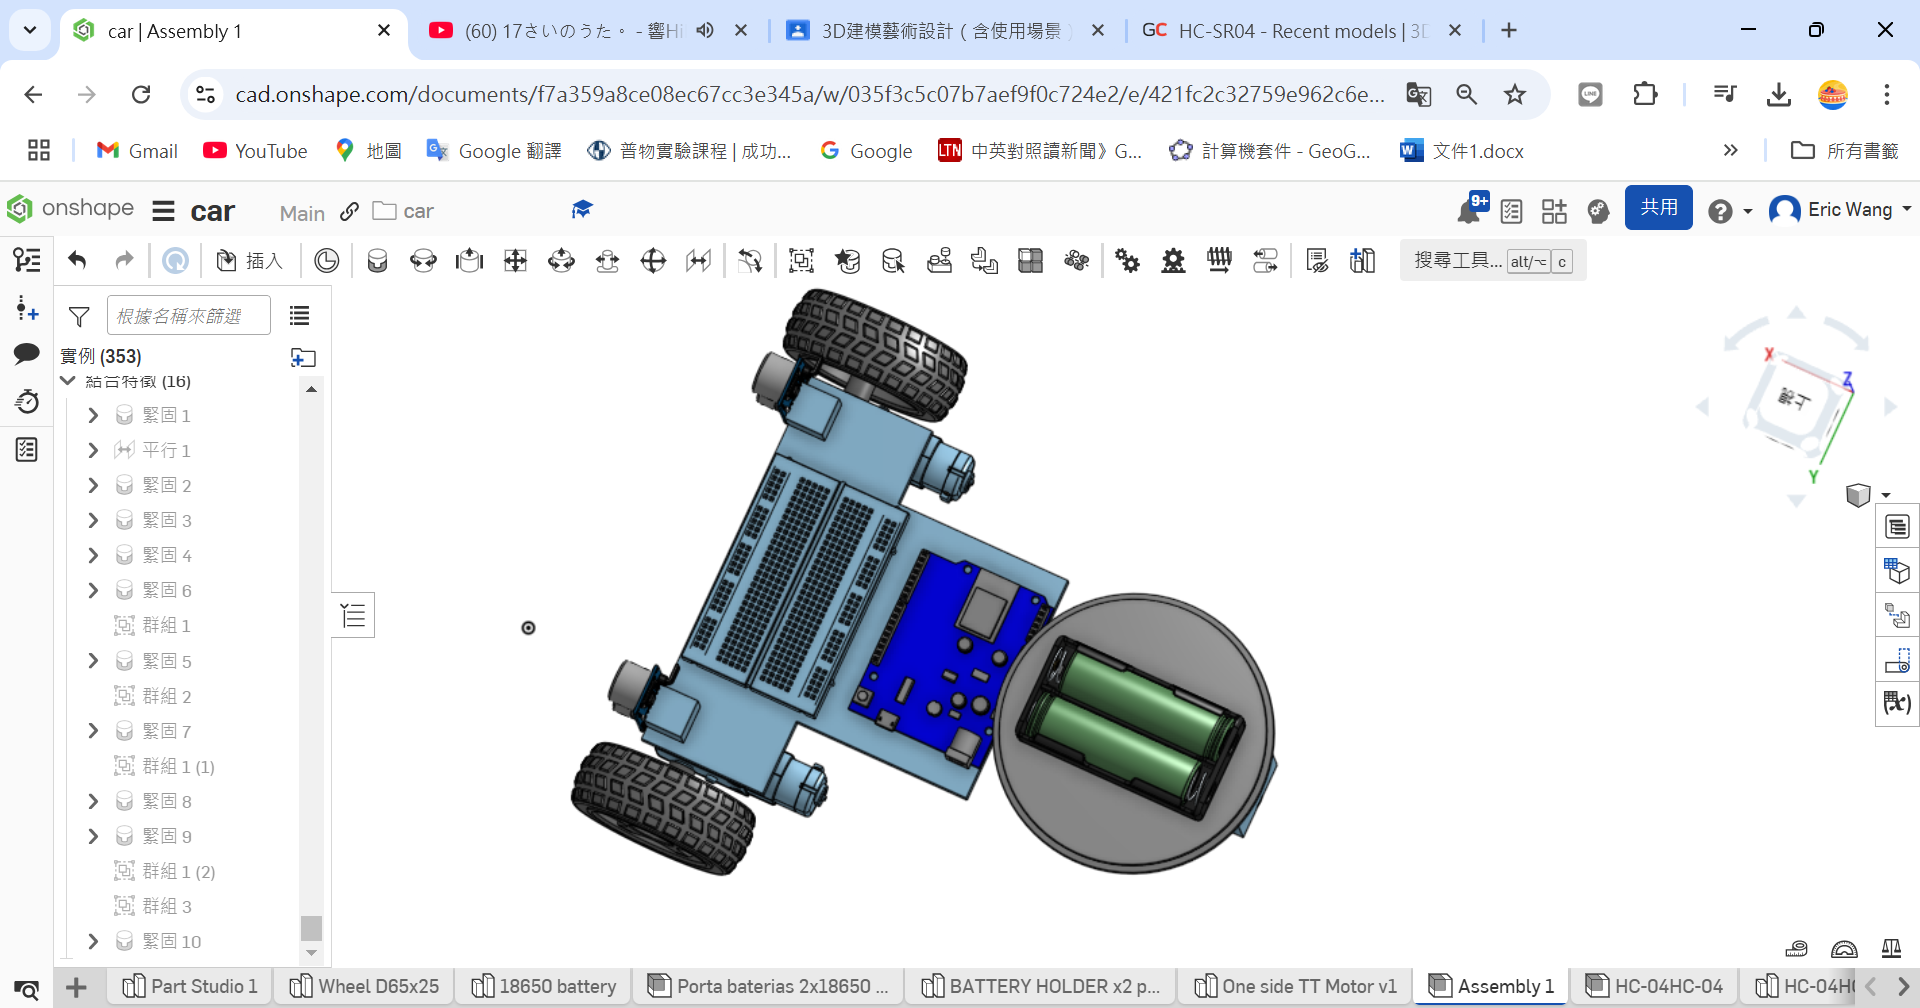 car | Assembly 1
(60) 17さいのうた。 - 響Hi
3D建模藝術設計（含使用場景）
GC HC-SR04 - Recent models | 3D
cad.onshape.com/documents/f7a359a8ce08ec67cc3e345a/w/035f3c5c07b7aef9f0c724e2/e/421fc2c32759e962c6e...
Gmail
YouTube
地圖
Google 翻譯
普物實驗課程 | 成功...
Google
LTN 中英對照讀新聞》G...
計算機套件 - GeoG...
文件1.docx
所有書籤
onshape
car
Main
car
9+
共用
Eric Wang
插入
搜尋工具... alt/⌥ c
根據名稱來篩選
實例 (353)
結合特徵 (16)
緊固 1
平行 1
緊固 2
緊固 3
緊固 4
緊固 6
群組 1
緊固 5
群組 2
緊固 7
群組 1 (1)
緊固 8
緊固 9
群組 1 (2)
群組 3
緊固 10
X
Z
上端
Y
Part Studio 1
Wheel D65x25
18650 battery
Porta baterias 2x18650 ...
BATTERY HOLDER x2 p...
One side TT Motor v1
Assembly 1
HC-04HC-04
HC-04H